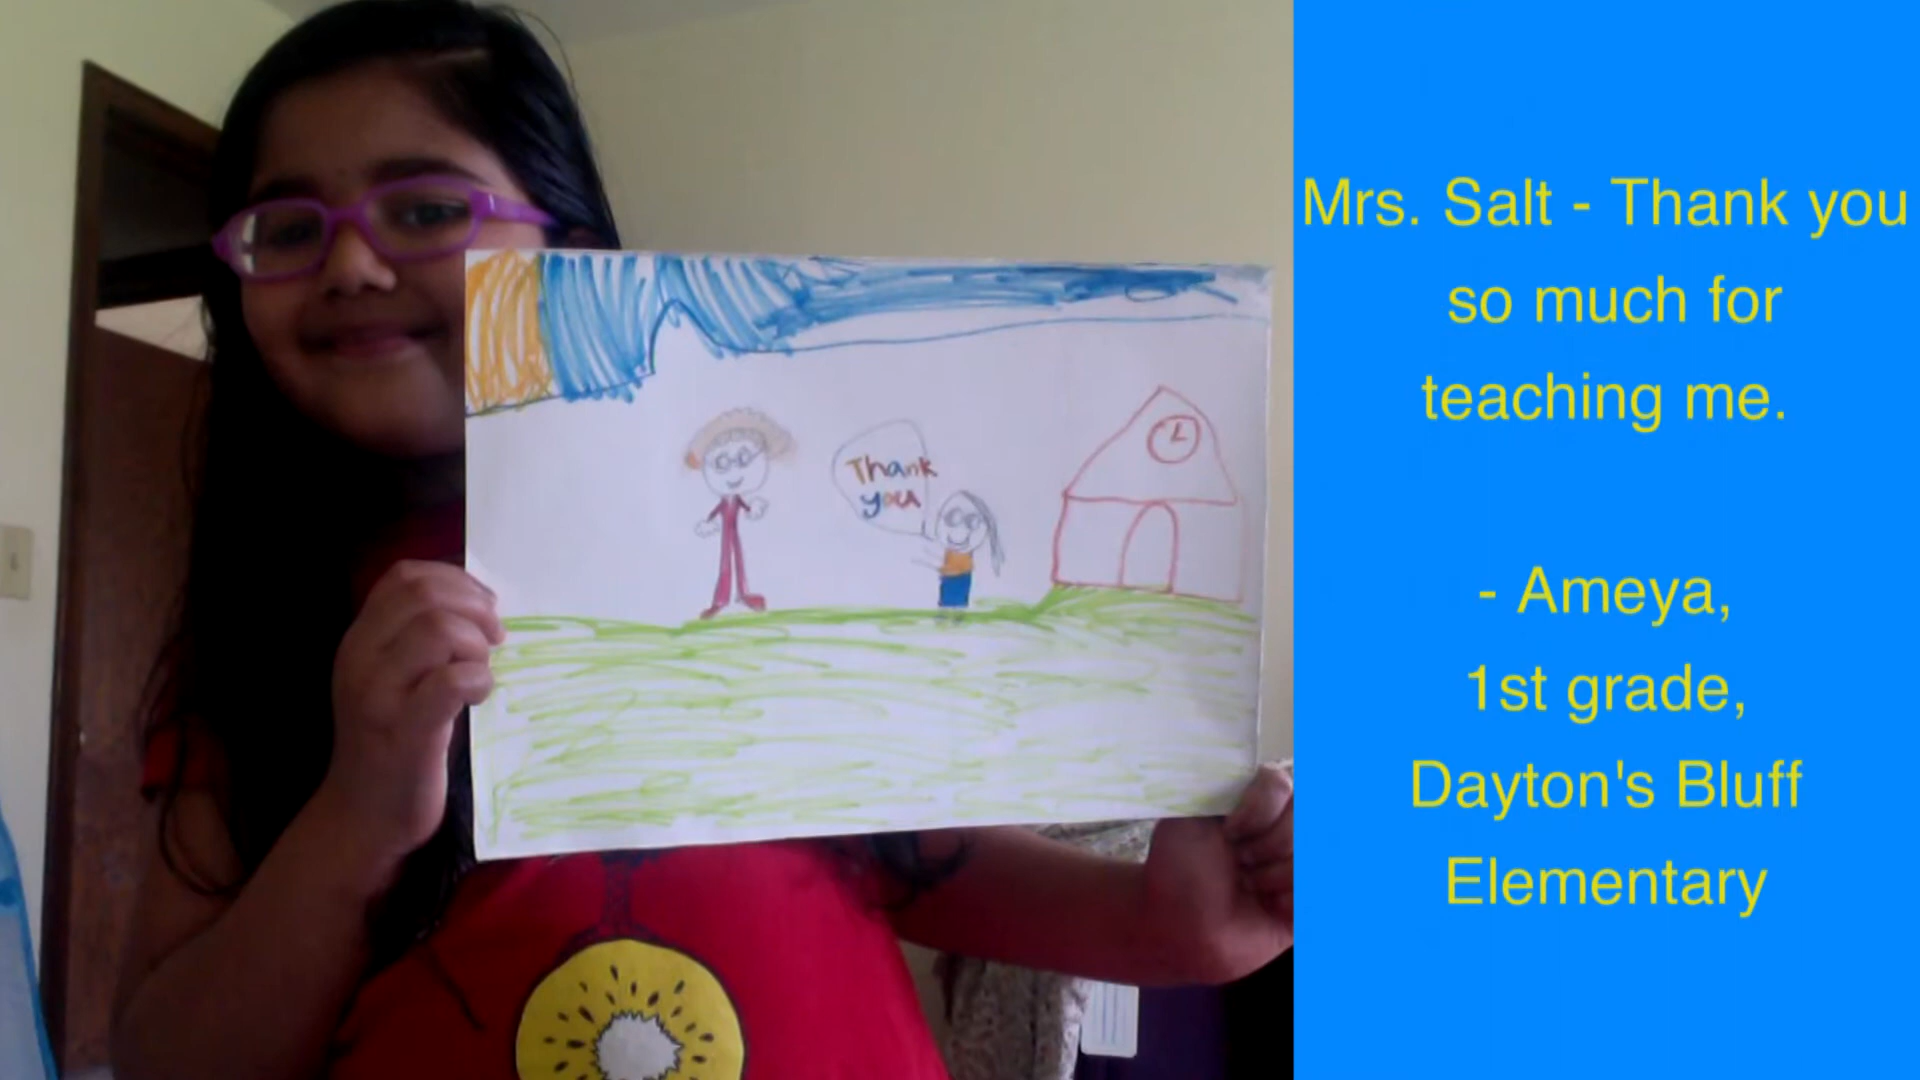 Thank
you
Mrs. Salt - Thank you
so much for
teaching me.
- Ameya,
1st grade,
Dayton's Bluff
Elementary